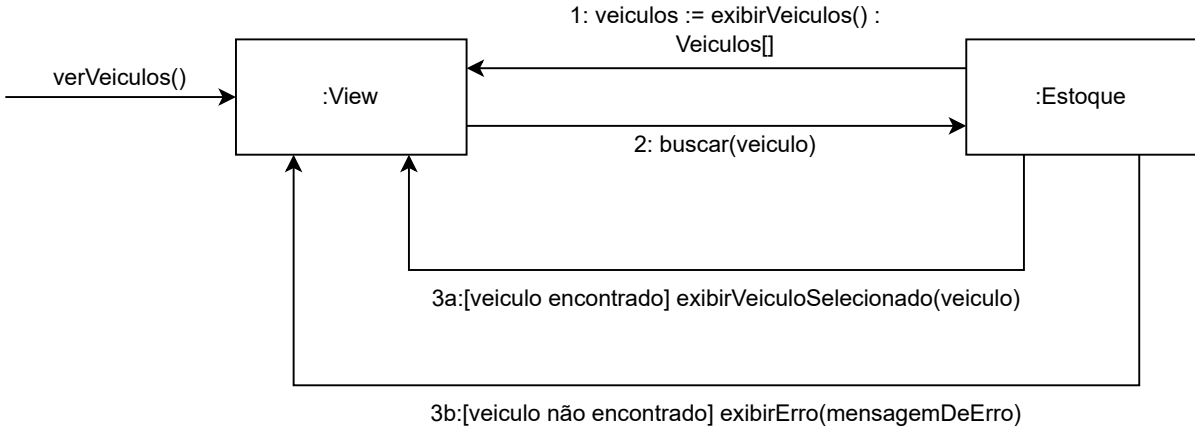 1: veiculos := exibirVeiculos() :
Veiculos[]
verVeiculos()
:View
:Estoque
2: buscar(veiculo)
3a:[veiculo encontrado] exibirVeiculoSelecionado(veiculo)
3b:[veiculo não encontrado] exibirErro(mensagemDeErro)